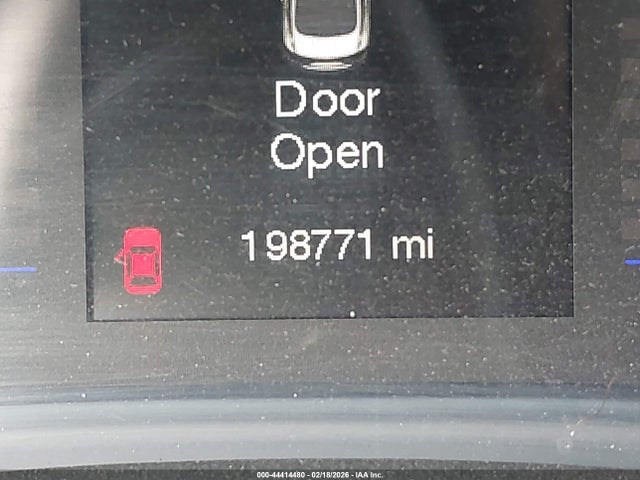 Door
Open
198771 mi
000-44414480 - 02/18/2026 - IAA Inc.